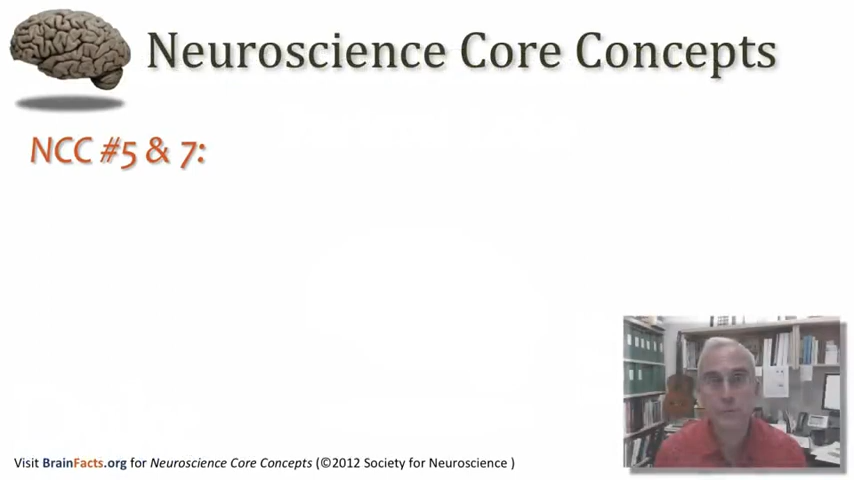 Neuroscience Core Concepts
NCC #5 & 7:
Visit BrainFacts.org for Neuroscience Core Concepts (©2012 Society for Neuroscience )